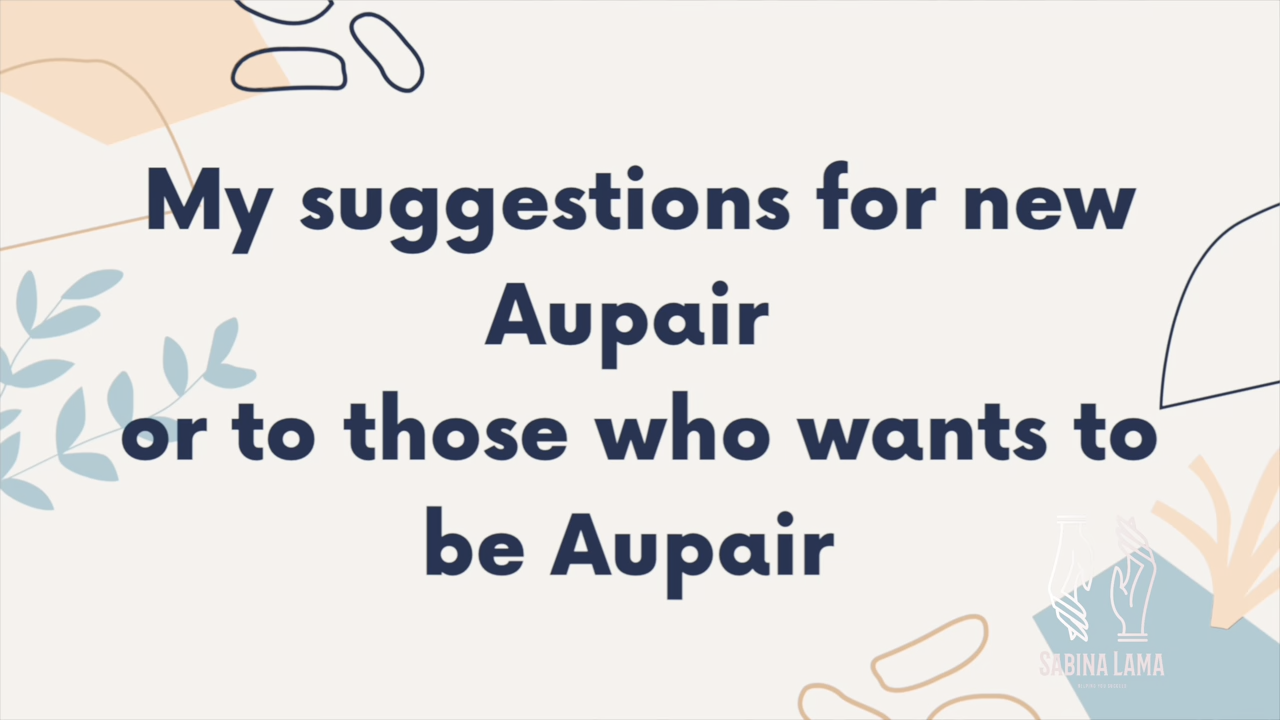 My suggestions for new
Aupair
or to those who wants to
be Aupair
SABINA LAMA